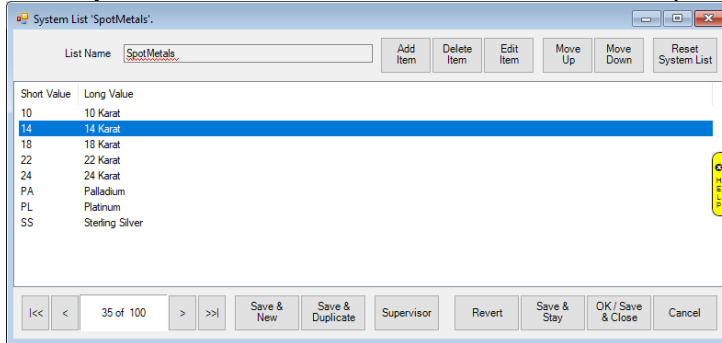 System List 'SpotMetals'.
List Name SpotMetals Add Item Delete Item Edit Item Move Up Move Down Reset System List
Short Value Long Value
10 10 Karat
14 14 Karat
18 18 Karat
22 22 Karat
24 24 Karat
PA Palladium
PL Platinum
SS Sterling Silver
HELP
|<< < 35 of 100 > >>| Save & New Save & Duplicate Supervisor Revert Save & Stay OK / Save & Close Cancel